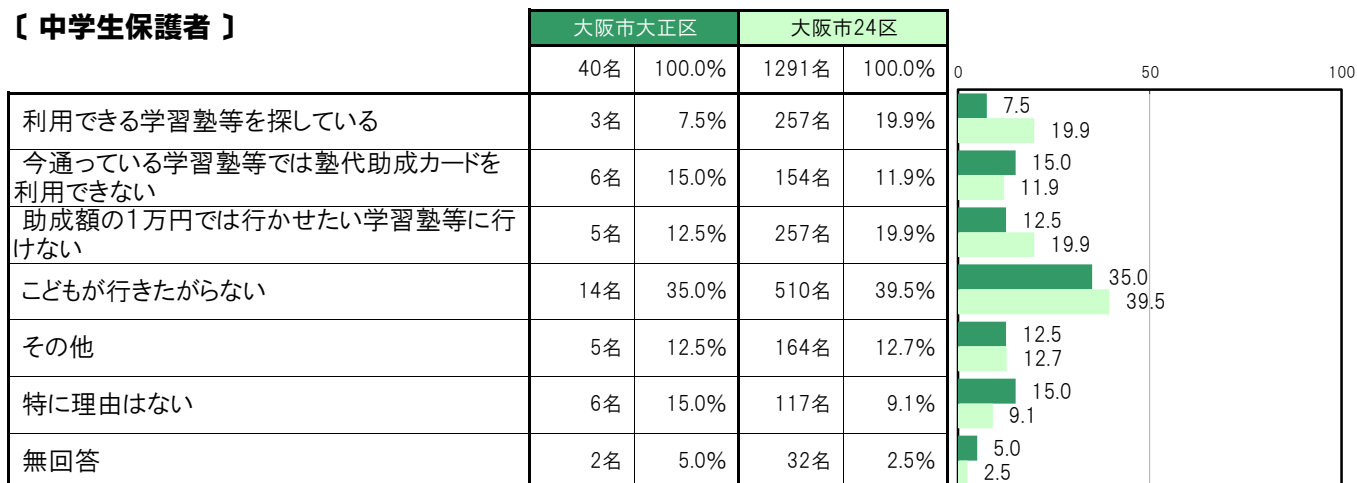 〔 中学生保護者 〕
大阪市大正区 大阪市24区
40名 100.0% 1291名 100.0%
0 50 100
利用できる学習塾等を探している 3名 7.5% 257名 19.9%
7.5
19.9
今通っている学習塾等では塾代助成カードを
利用できない
6名 15.0% 154名 11.9%
15.0
11.9
助成額の1万円では行かせたい学習塾等に行
けない
5名 12.5% 257名 19.9%
12.5
19.9
こどもが行きたがらない 14名 35.0% 510名 39.5%
35.0
39.5
その他 5名 12.5% 164名 12.7%
12.5
12.7
特に理由はない 6名 15.0% 117名 9.1%
15.0
9.1
無回答 2名 5.0% 32名 2.5%
5.0
2.5